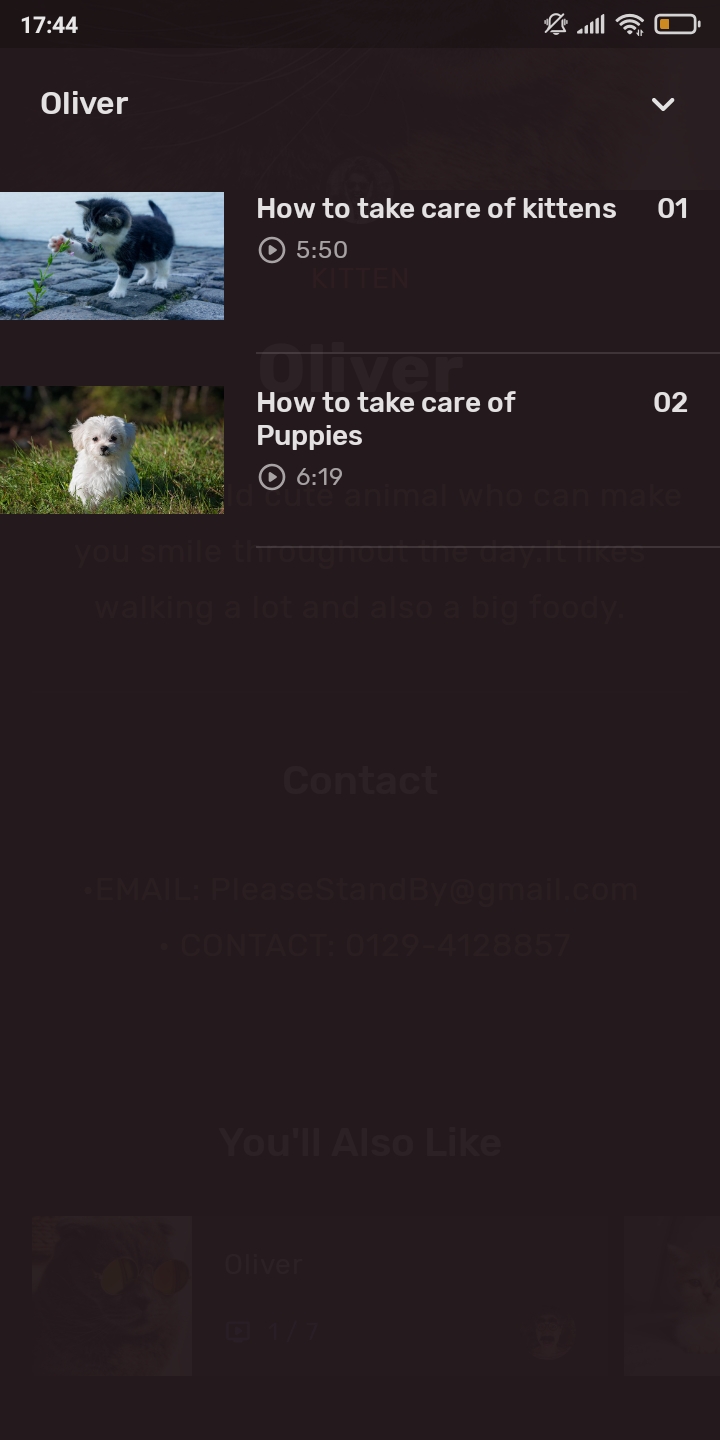 17:44
Oliver
How to take care of kittens 01
5:50
KITTEN
Oliver
How to take care of 02
Puppies
6:19
ld cute animal who can make
you smile throughout the day.It likes
walking a lot and also a big foody.
Contact
•EMAIL: PleaseStandBy@gmail.com
• CONTACT: 0129-4128857
You'll Also Like
Oliver
1 / 7